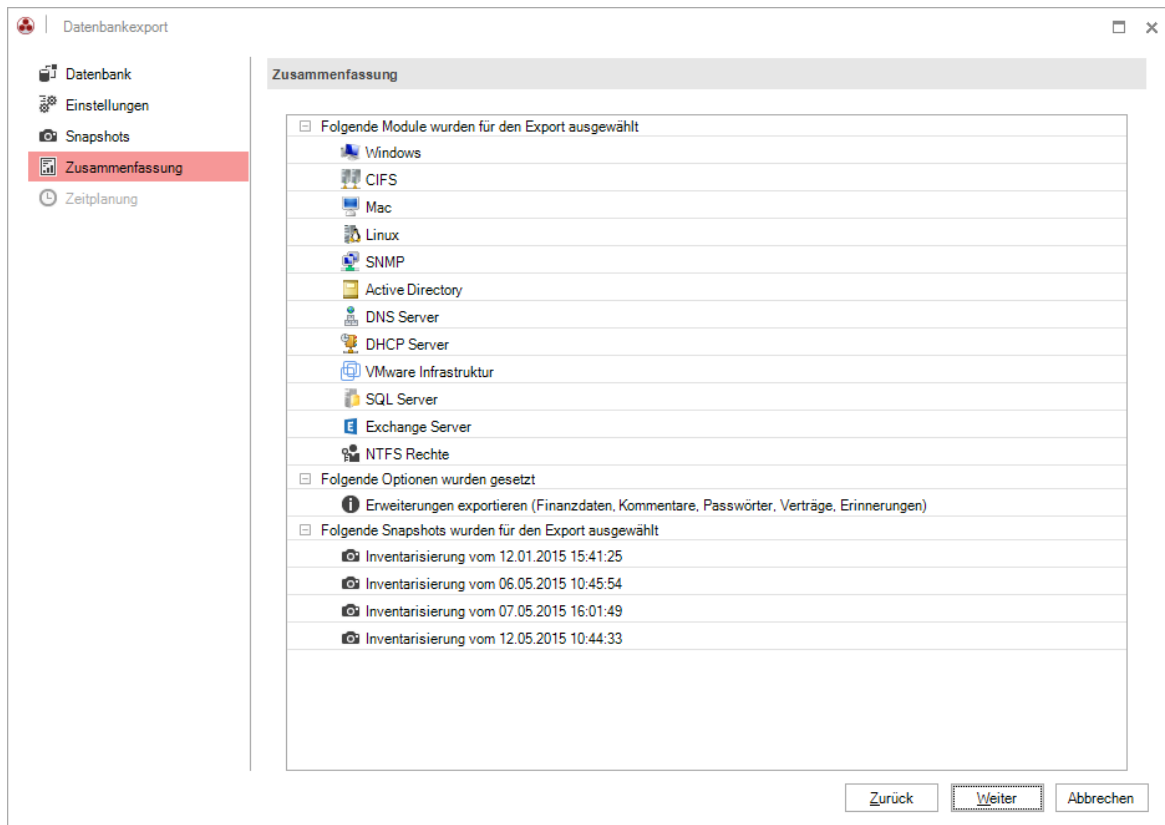 Datenbankexport
Datenbank
Einstellungen
Snapshots
Zusammenfassung
Zeitplanung
Zusammenfassung
Folgende Module wurden für den Export ausgewählt
Windows
CIFS
Mac
Linux
SNMP
Active Directory
DNS Server
DHCP Server
VMware Infrastruktur
SQL Server
Exchange Server
NTFS Rechte
Folgende Optionen wurden gesetzt
Erweiterungen exportieren (Finanzdaten, Kommentare, Passwörter, Verträge, Erinnerungen)
Folgende Snapshots wurden für den Export ausgewählt
Inventarisierung vom 12.01.2015 15:41:25
Inventarisierung vom 06.05.2015 10:45:54
Inventarisierung vom 07.05.2015 16:01:49
Inventarisierung vom 12.05.2015 10:44:33
Zurück Weiter Abbrechen